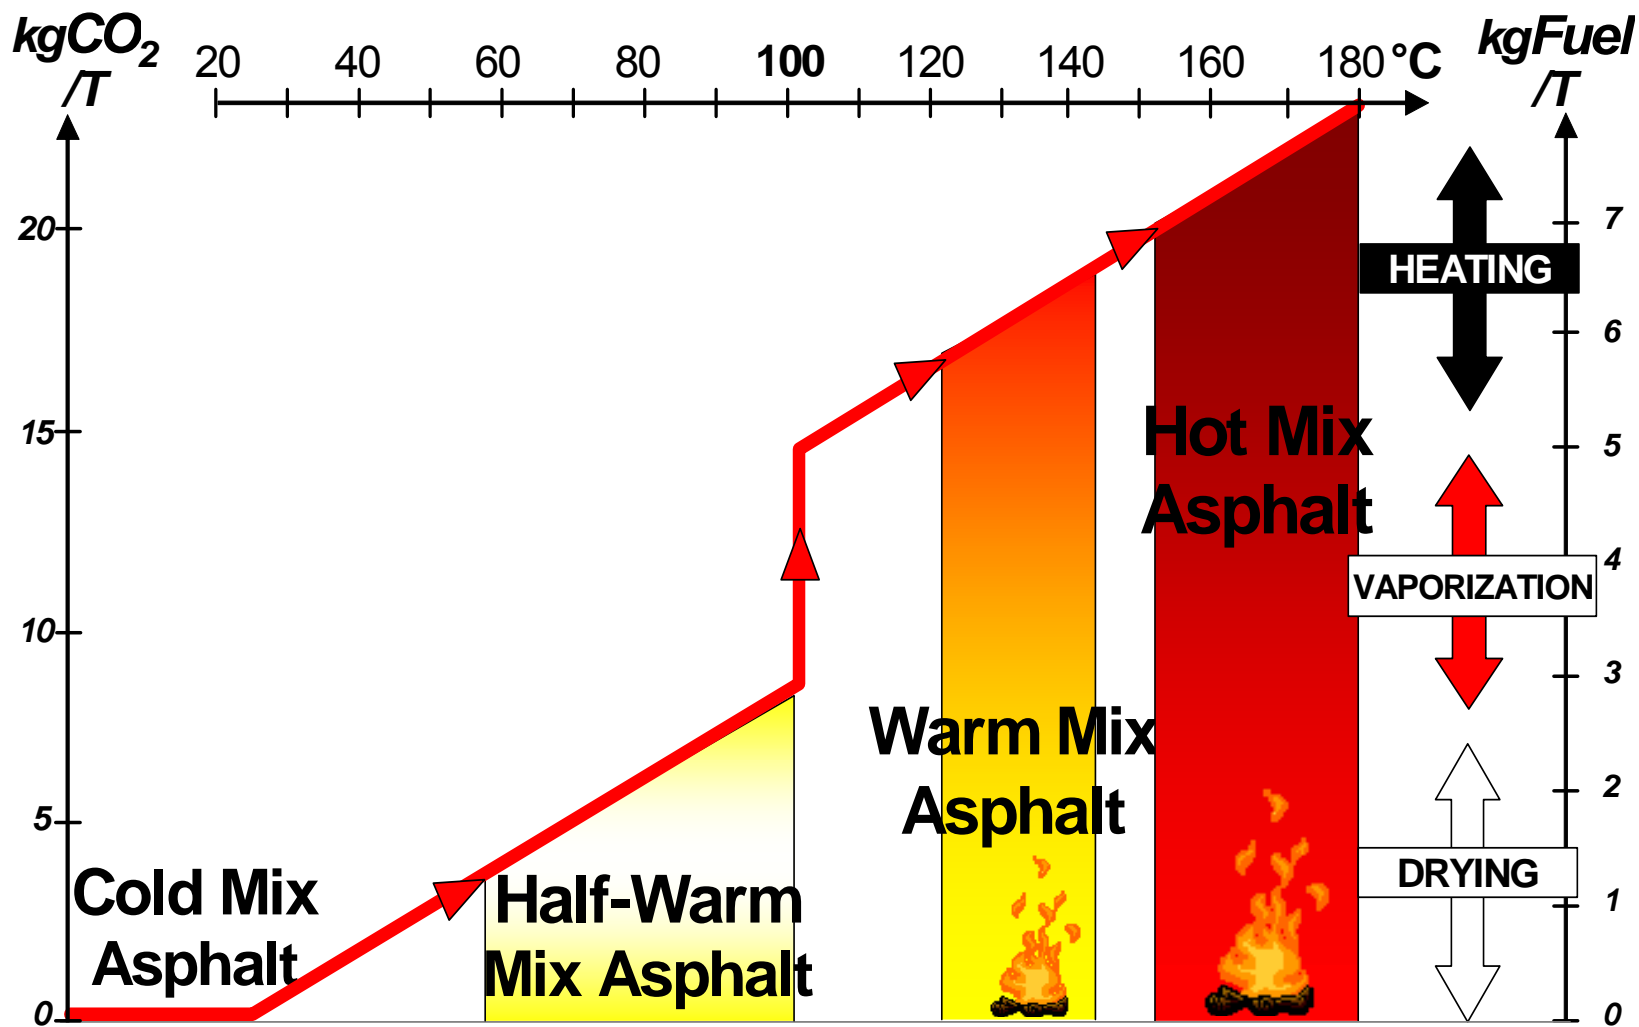 kgCO2
/T
20 40 60 80 100 120 140 160 180 °C
kgFuel
/T
20
15
10
5
0
7
6
5
4
3
2
1
0
HEATING
VAPORIZATION
DRYING
Hot Mix
Asphalt
Warm Mix
Asphalt
Half-Warm
Mix Asphalt
Cold Mix
Asphalt